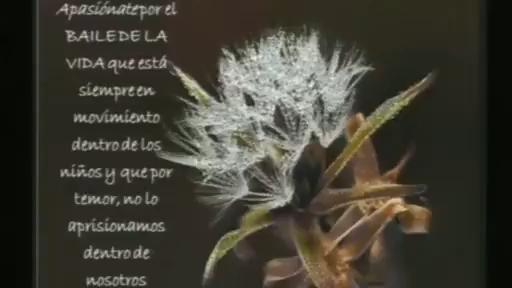 Apasiónate por el
BAILE DE LA
VIDA que está
siempre en
movimiento
dentro de los
niños y que por
temor, no lo
aprisionamos
dentro de
nosotros